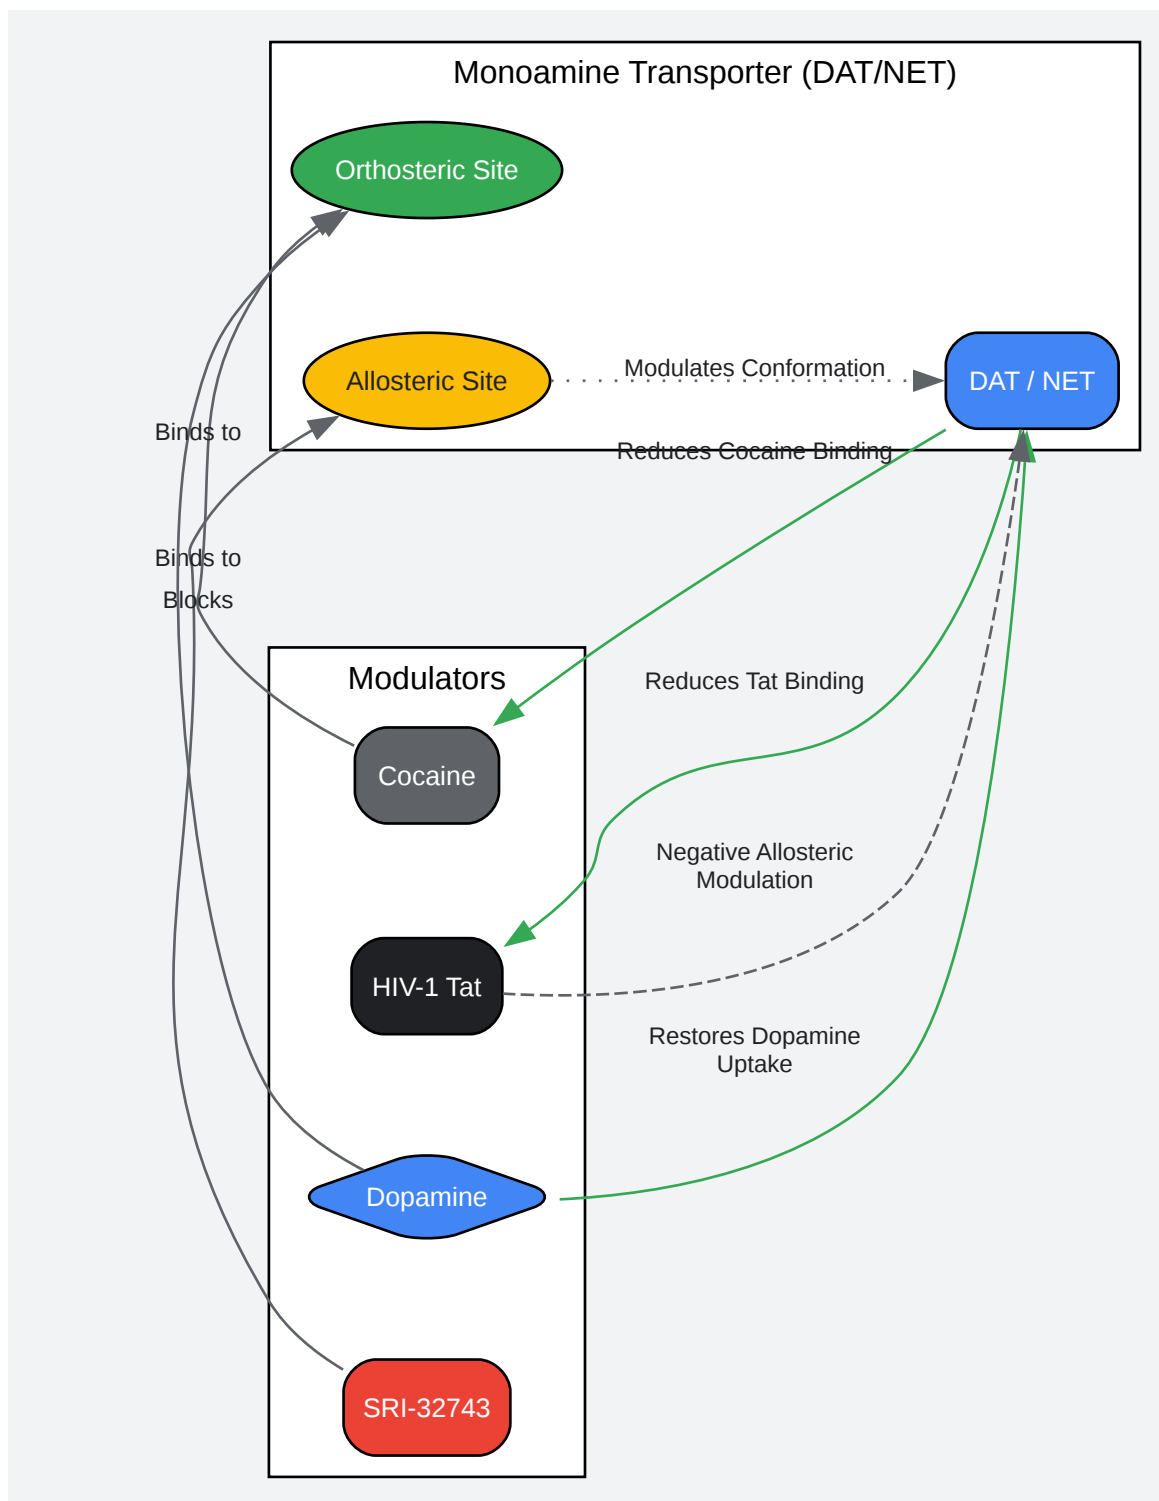 Monoamine Transporter (DAT/NET)
Orthosteric Site
Allosteric Site
Modulates Conformation
DAT / NET
Binds to
Reduces Cocaine Binding
Binds to
Blocks
Modulators
Reduces Tat Binding
Cocaine
Negative Allosteric
Modulation
HIV-1 Tat
Restores Dopamine
Uptake
Dopamine
SRI-32743